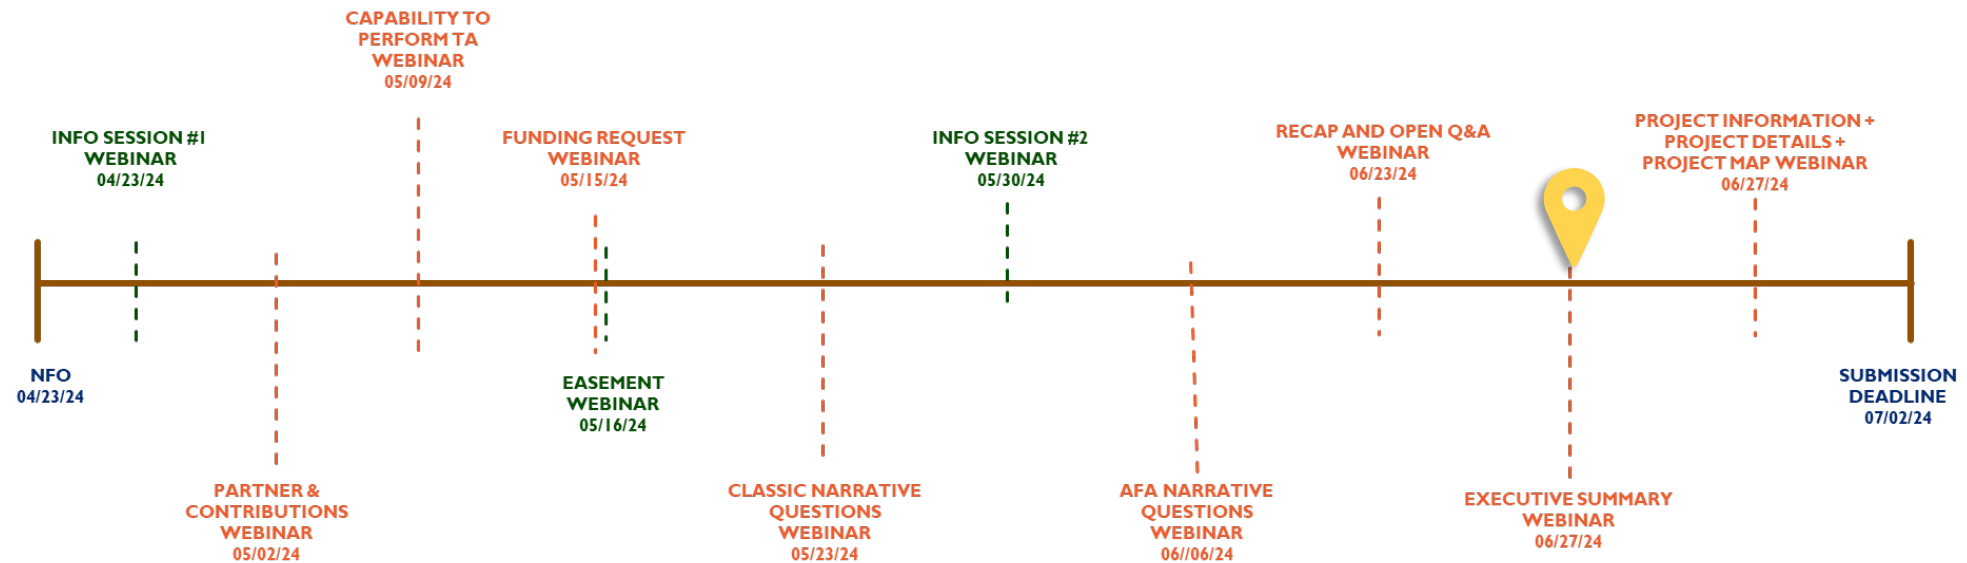 CAPABILITY TO
PERFORM TA
WEBINAR
05/09/24
INFO SESSION #1
WEBINAR
04/23/24
FUNDING REQUEST
WEBINAR
05/15/24
INFO SESSION #2
WEBINAR
05/30/24
RECAP AND OPEN Q&A
WEBINAR
06/23/24
PROJECT INFORMATION +
PROJECT DETAILS +
PROJECT MAP WEBINAR
06/27/24
NFO
04/23/24
EASEMENT
WEBINAR
05/16/24
SUBMISSION
DEADLINE
07/02/24
PARTNER &
CONTRIBUTIONS
WEBINAR
05/02/24
CLASSIC NARRATIVE
QUESTIONS
WEBINAR
05/23/24
AFA NARRATIVE
QUESTIONS
WEBINAR
06//06/24
EXECUTIVE SUMMARY
WEBINAR
06/27/24